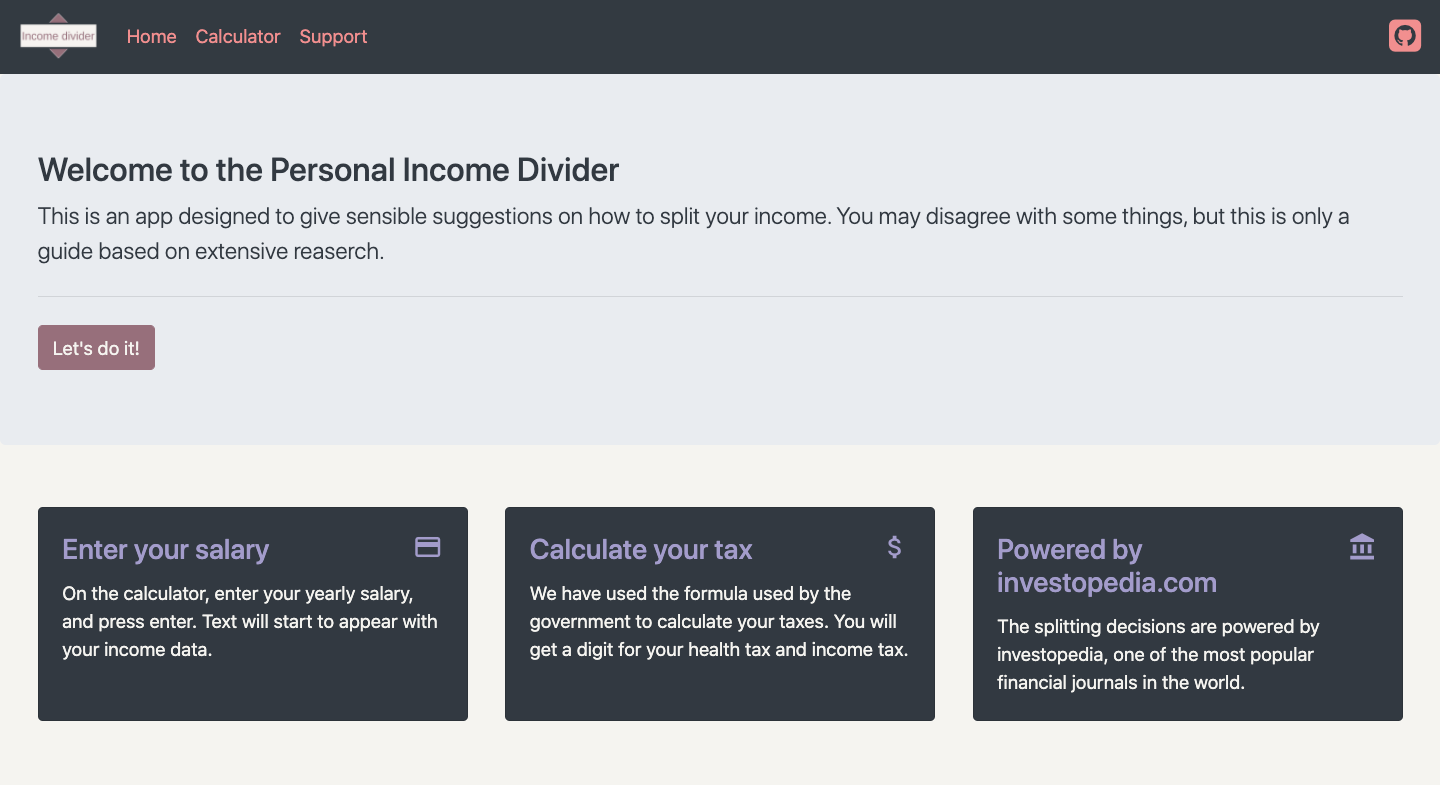 Income divider
Home Calculator Support
Welcome to the Personal Income Divider
This is an app designed to give sensible suggestions on how to split your income. You may disagree with some things, but this is only a
guide based on extensive reaserch.
Let's do it!
Enter your salary
On the calculator, enter your yearly salary,
and press enter. Text will start to appear with
your income data.
Calculate your tax
We have used the formula used by the
government to calculate your taxes. You will
get a digit for your health tax and income tax.
Powered by
investopedia.com
The splitting decisions are powered by
investopedia, one of the most popular
financial journals in the world.